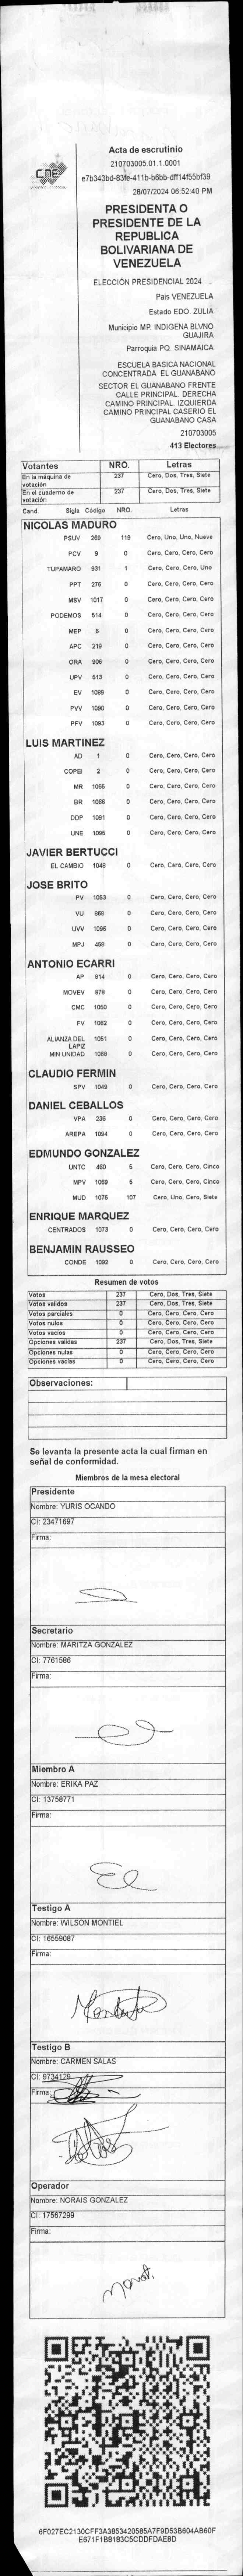 Acta de escrutinio
210703005.01.1.0001
e7b343bd-83fe-411b-b6bb-dff14f55bf39
28/07/2024 06:52:40 PM
CNE
PRESIDENTA O
PRESIDENTE DE LA
REPUBLICA
BOLIVARIANA DE
VENEZUELA
ELECCIÓN PRESIDENCIAL 2024
País VENEZUELA
Estado EDO. ZULIA
Municipio MP. INDIGENA BLVNO
GUAJIRA
Parroquia PQ. SINAMAICA
ESCUELA BASICA NACIONAL
CONCENTRADA EL GUANABANO
SECTOR EL GUANABANO FRENTE
CALLE PRINCIPAL. DERECHA
CAMINO PRINCIPAL. IZQUIERDA
CAMINO PRINCIPAL CASERIO EL
GUANABANO CASA
210703005
413 Electores
Votantes NRO. Letras
En la máquina de votación 237 Cero, Dos, Tres, Siete
En el cuaderno de votación 237 Cero, Dos, Tres, Siete
Cand. Sigla Código NRO. Letras
NICOLAS MADURO
PSUV 269 119 Cero, Uno, Uno, Nueve
PCV 9 0 Cero, Cero, Cero, Cero
TUPAMARO 931 1 Cero, Cero, Cero, Uno
PPT 276 0 Cero, Cero, Cero, Cero
MSV 1017 0 Cero, Cero, Cero, Cero
PODEMOS 514 0 Cero, Cero, Cero, Cero
MEP 6 0 Cero, Cero, Cero, Cero
APC 219 0 Cero, Cero, Cero, Cero
ORA 906 0 Cero, Cero, Cero, Cero
UPV 613 0 Cero, Cero, Cero, Cero
EV 1099 0 Cero, Cero, Cero, Cero
PVV 1090 0 Cero, Cero, Cero, Cero
PFV 1093 0 Cero, Cero, Cero, Cero
LUIS MARTINEZ
AD 1 0 Cero, Cero, Cero, Cero
COPEI 2 0 Cero, Cero, Cero, Cero
MR 1055 0 Cero, Cero, Cero, Cero
BR 1066 0 Cero, Cero, Cero, Cero
DDP 1091 0 Cero, Cero, Cero, Cero
UNE 1095 0 Cero, Cero, Cero, Cero
JAVIER BERTUCCI
EL CAMBIO 1048 0 Cero, Cero, Cero, Cero
JOSE BRITO
PV 1053 0 Cero, Cero, Cero, Cero
VU 868 0 Cero, Cero, Cero, Cero
UVV 1096 0 Cero, Cero, Cero, Cero
MPJ 458 0 Cero, Cero, Cero, Cero
ANTONIO ECARRI
AP 814 0 Cero, Cero, Cero, Cero
MOVEV 879 0 Cero, Cero, Cero, Cero
CMC 1050 0 Cero, Cero, Cero, Cero
FV 1062 0 Cero, Cero, Cero, Cero
ALIANZA DEL LAPIZ 1051 0 Cero, Cero, Cero, Cero
MIN UNIDAD 1068 0 Cero, Cero, Cero, Cero
CLAUDIO FERMIN
SPV 1049 0 Cero, Cero, Cero, Cero
DANIEL CEBALLOS
VPA 236 0 Cero, Cero, Cero, Cero
AREPA 1094 0 Cero, Cero, Cero, Cero
EDMUNDO GONZALEZ
UNTC 460 5 Cero, Cero, Cero, Cinco
MPV 1069 5 Cero, Cero, Cero, Cinco
MUD 1075 107 Cero, Uno, Cero, Siete
ENRIQUE MARQUEZ
CENTRADOS 1073 0 Cero, Cero, Cero, Cero
BENJAMIN RAUSSEO
CONDE 1092 0 Cero, Cero, Cero, Cero
Resumen de votos
Votos 237 Cero, Dos, Tres, Siete
Votos validos 237 Cero, Dos, Tres, Siete
Votos parciales 0 Cero, Cero, Cero, Cero
Votos nulos 0 Cero, Cero, Cero, Cero
Votos vacíos 0 Cero, Cero, Cero, Cero
Opciones validas 237 Cero, Dos, Tres, Siete
Opciones nulas 0 Cero, Cero, Cero, Cero
Opciones vacías 0 Cero, Cero, Cero, Cero
Observaciones:
Se levanta la presente acta la cual firman en
señal de conformidad.
Miembros de la mesa electoral
Presidente
Nombre: YURIS OCANDO
CI: 23471697
Firma:
Secretario
Nombre: MARITZA GONZALEZ
CI: 7761586
Firma:
Miembro A
Nombre: ERIKA PAZ
CI: 13758771
Firma:
Testigo A
Nombre: WILSON MONTIEL
CI: 16559087
Firma:
Testigo B
Nombre: CARMEN SALAS
CI: 9734129
Firma:
Operador
Nombre: NORAIS GONZALEZ
CI: 17567299
Firma:
6F027EC2130CFF3A3853420585A7F9D53B604AB60F
E671F1B8183C5CDDFDAE8D